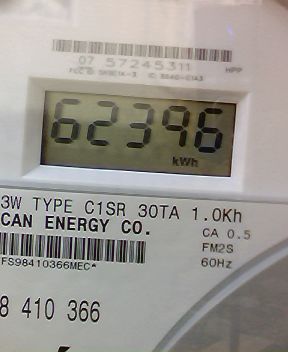 07 57245311
HPP
62396
kWh
3W TYPE C1SR 30TA 1.0Kh
CAN ENERGY CO.
CA 0.5
FM2S
FS98410366MEC*
60Hz
8 410 366